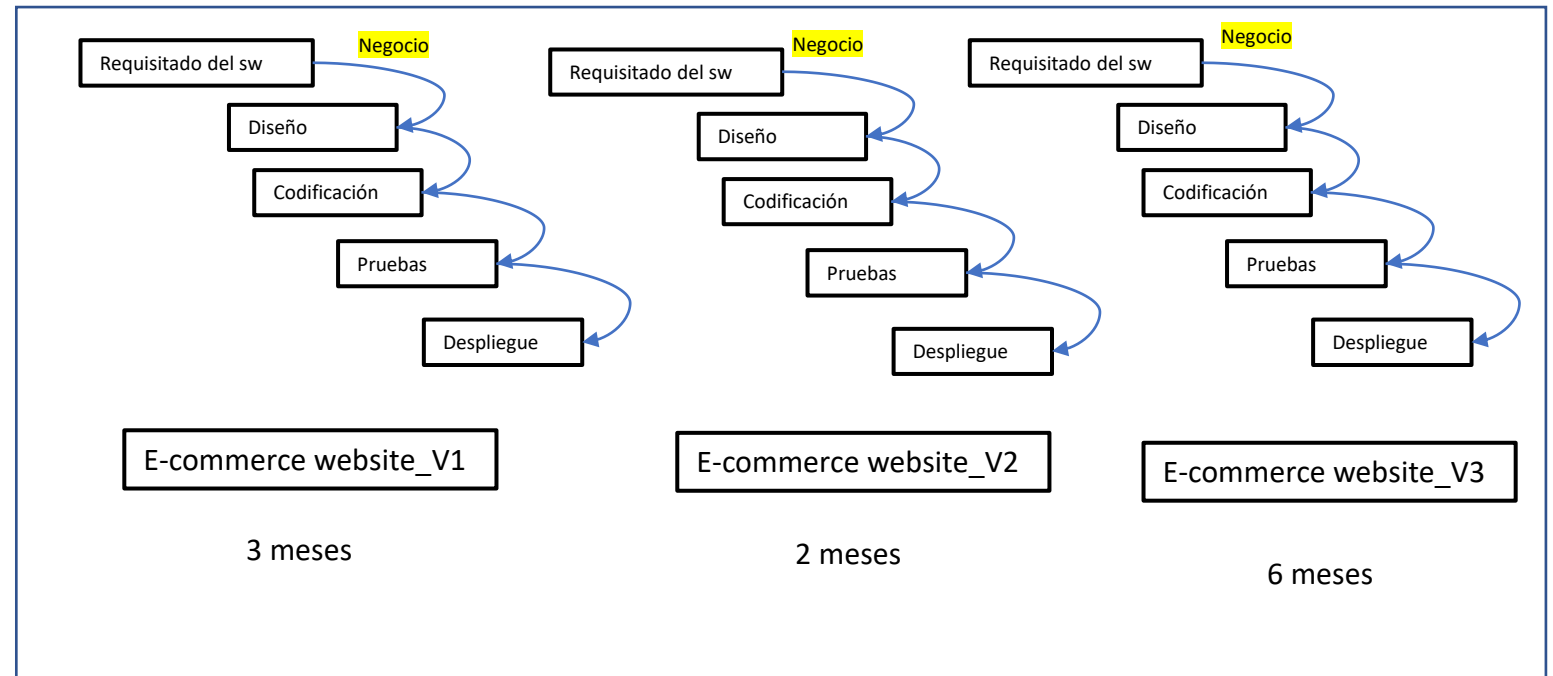 Negocio
Requisitado del sw
Diseño
Codificación
Pruebas
Despliegue
E-commerce website_V1
3 meses
Negocio
Requisitado del sw
Diseño
Codificación
Pruebas
Despliegue
E-commerce website_V2
2 meses
Negocio
Requisitado del sw
Diseño
Codificación
Pruebas
Despliegue
E-commerce website_V3
6 meses